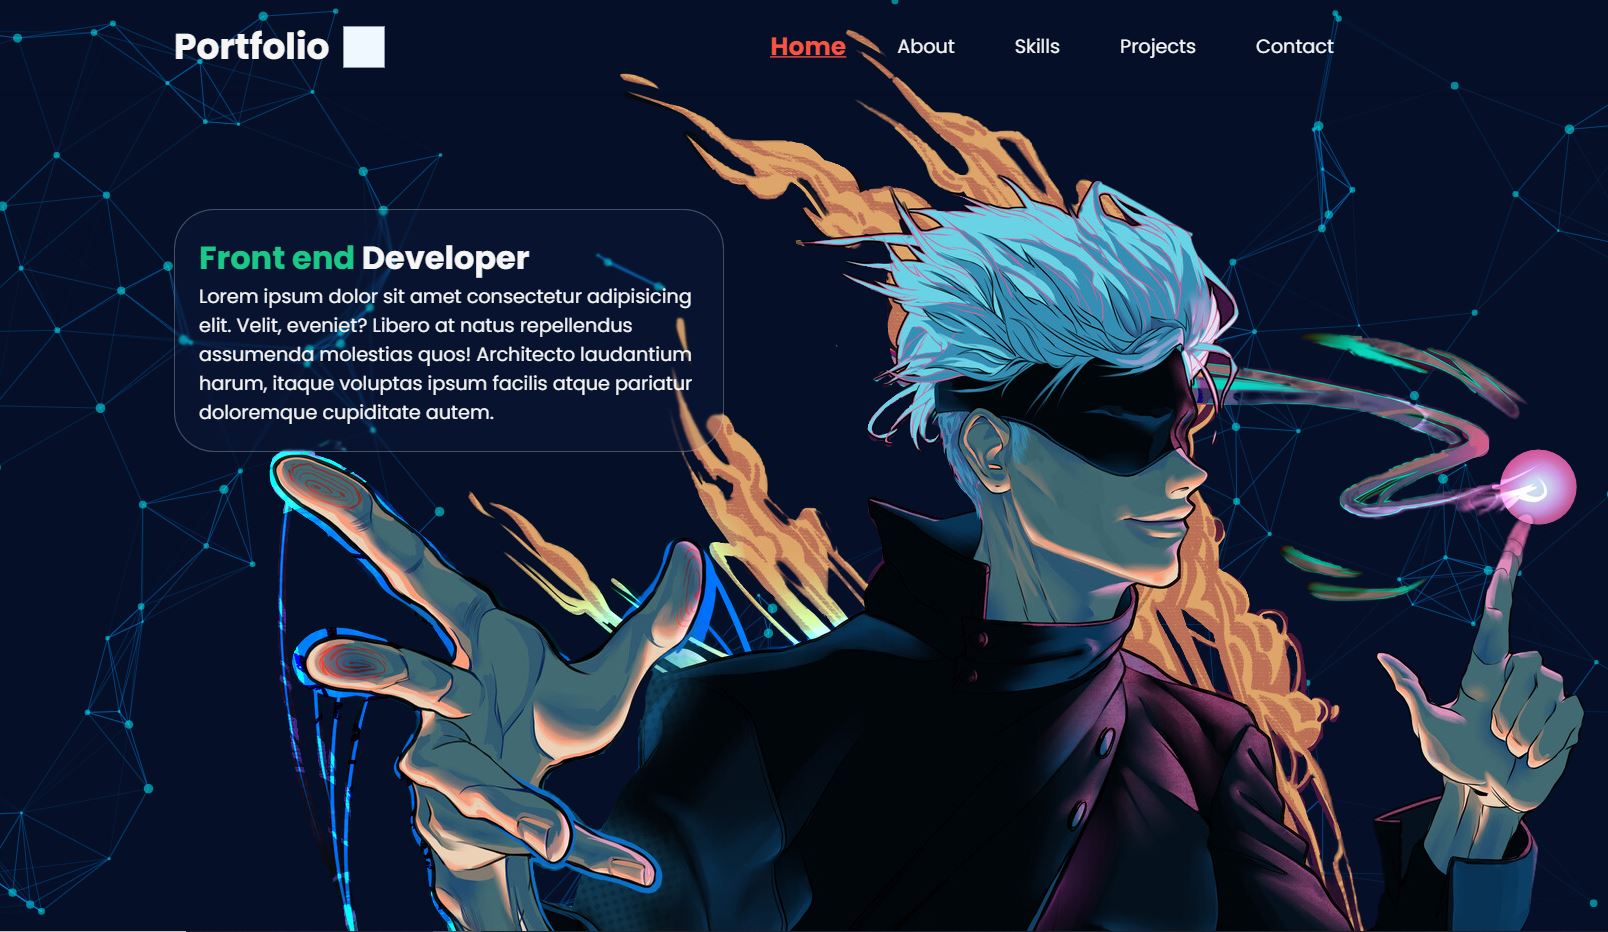 Portfolio
Home About Skills Projects Contact
Front end Developer
Lorem ipsum dolor sit amet consectetur adipisicing
elit. Velit, eveniet? Libero at natus repellendus
assumenda molestias quos! Architecto laudantium
harum, itaque voluptas ipsum facilis atque pariatur
doloremque cupiditate autem.